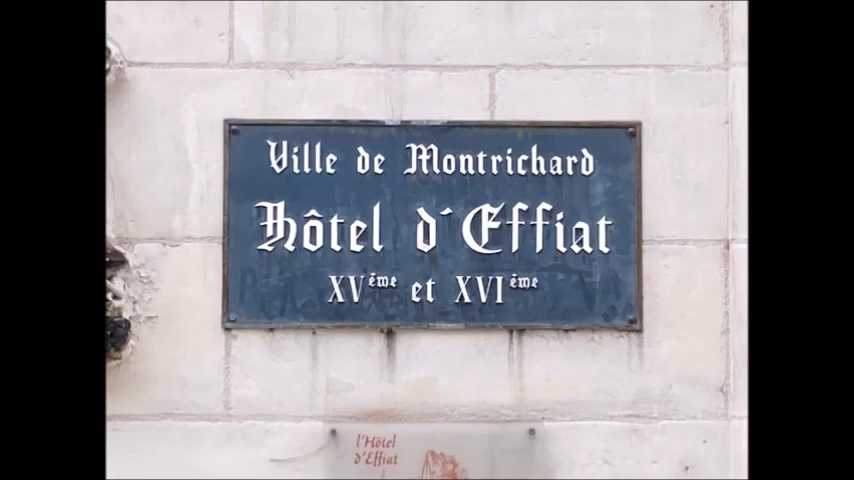 Ville de Montrichard
Hôtel d'Effiat
XVème et XVIème
l'Hôtel
d'Effiat